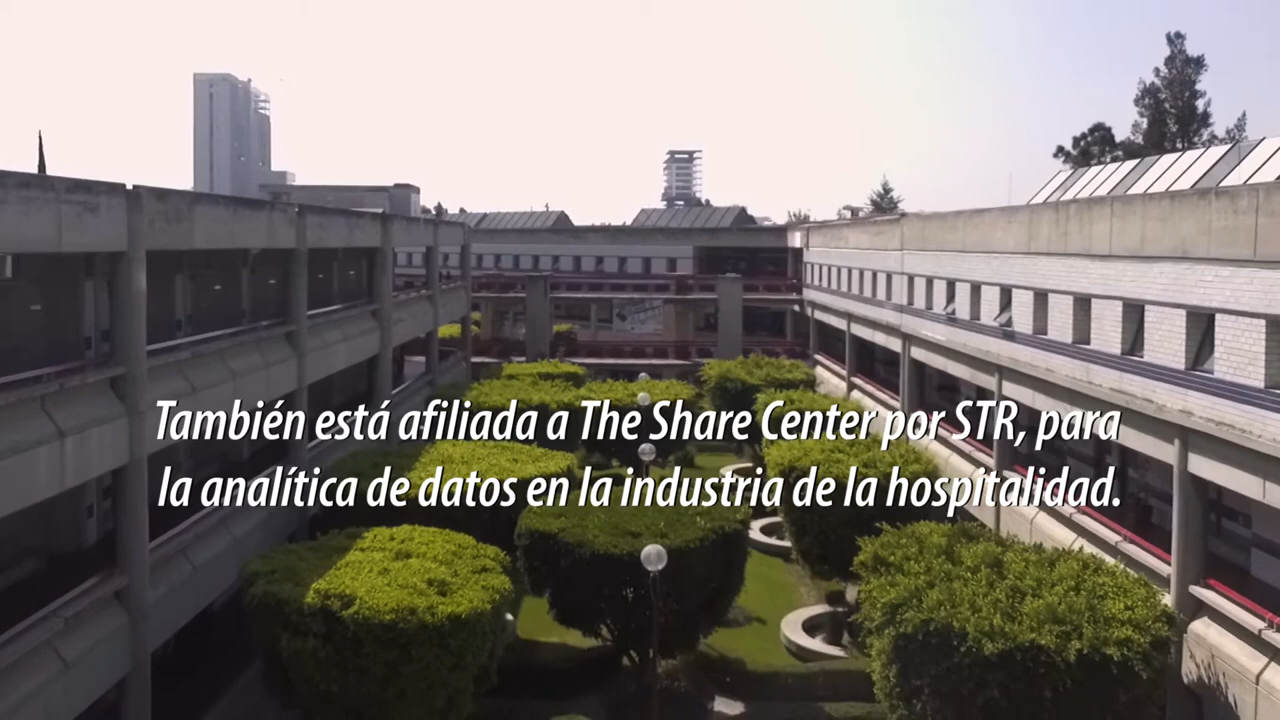 También está afiliada a The Share Center por STR, para
la analítica de datos en la industria de la hospitalidad.